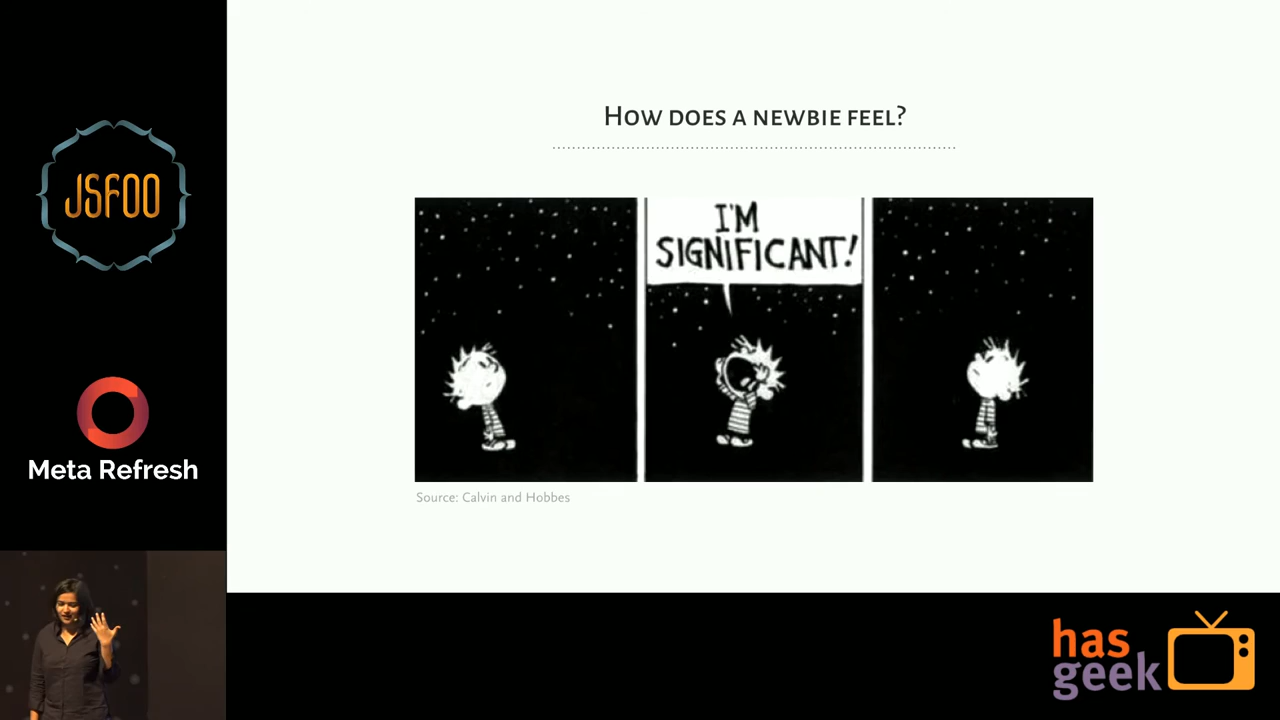 JSFOO
Meta Refresh
How does a newbie feel?
I'M
SIGNIFICANT!
Source: Calvin and Hobbes
has
geek